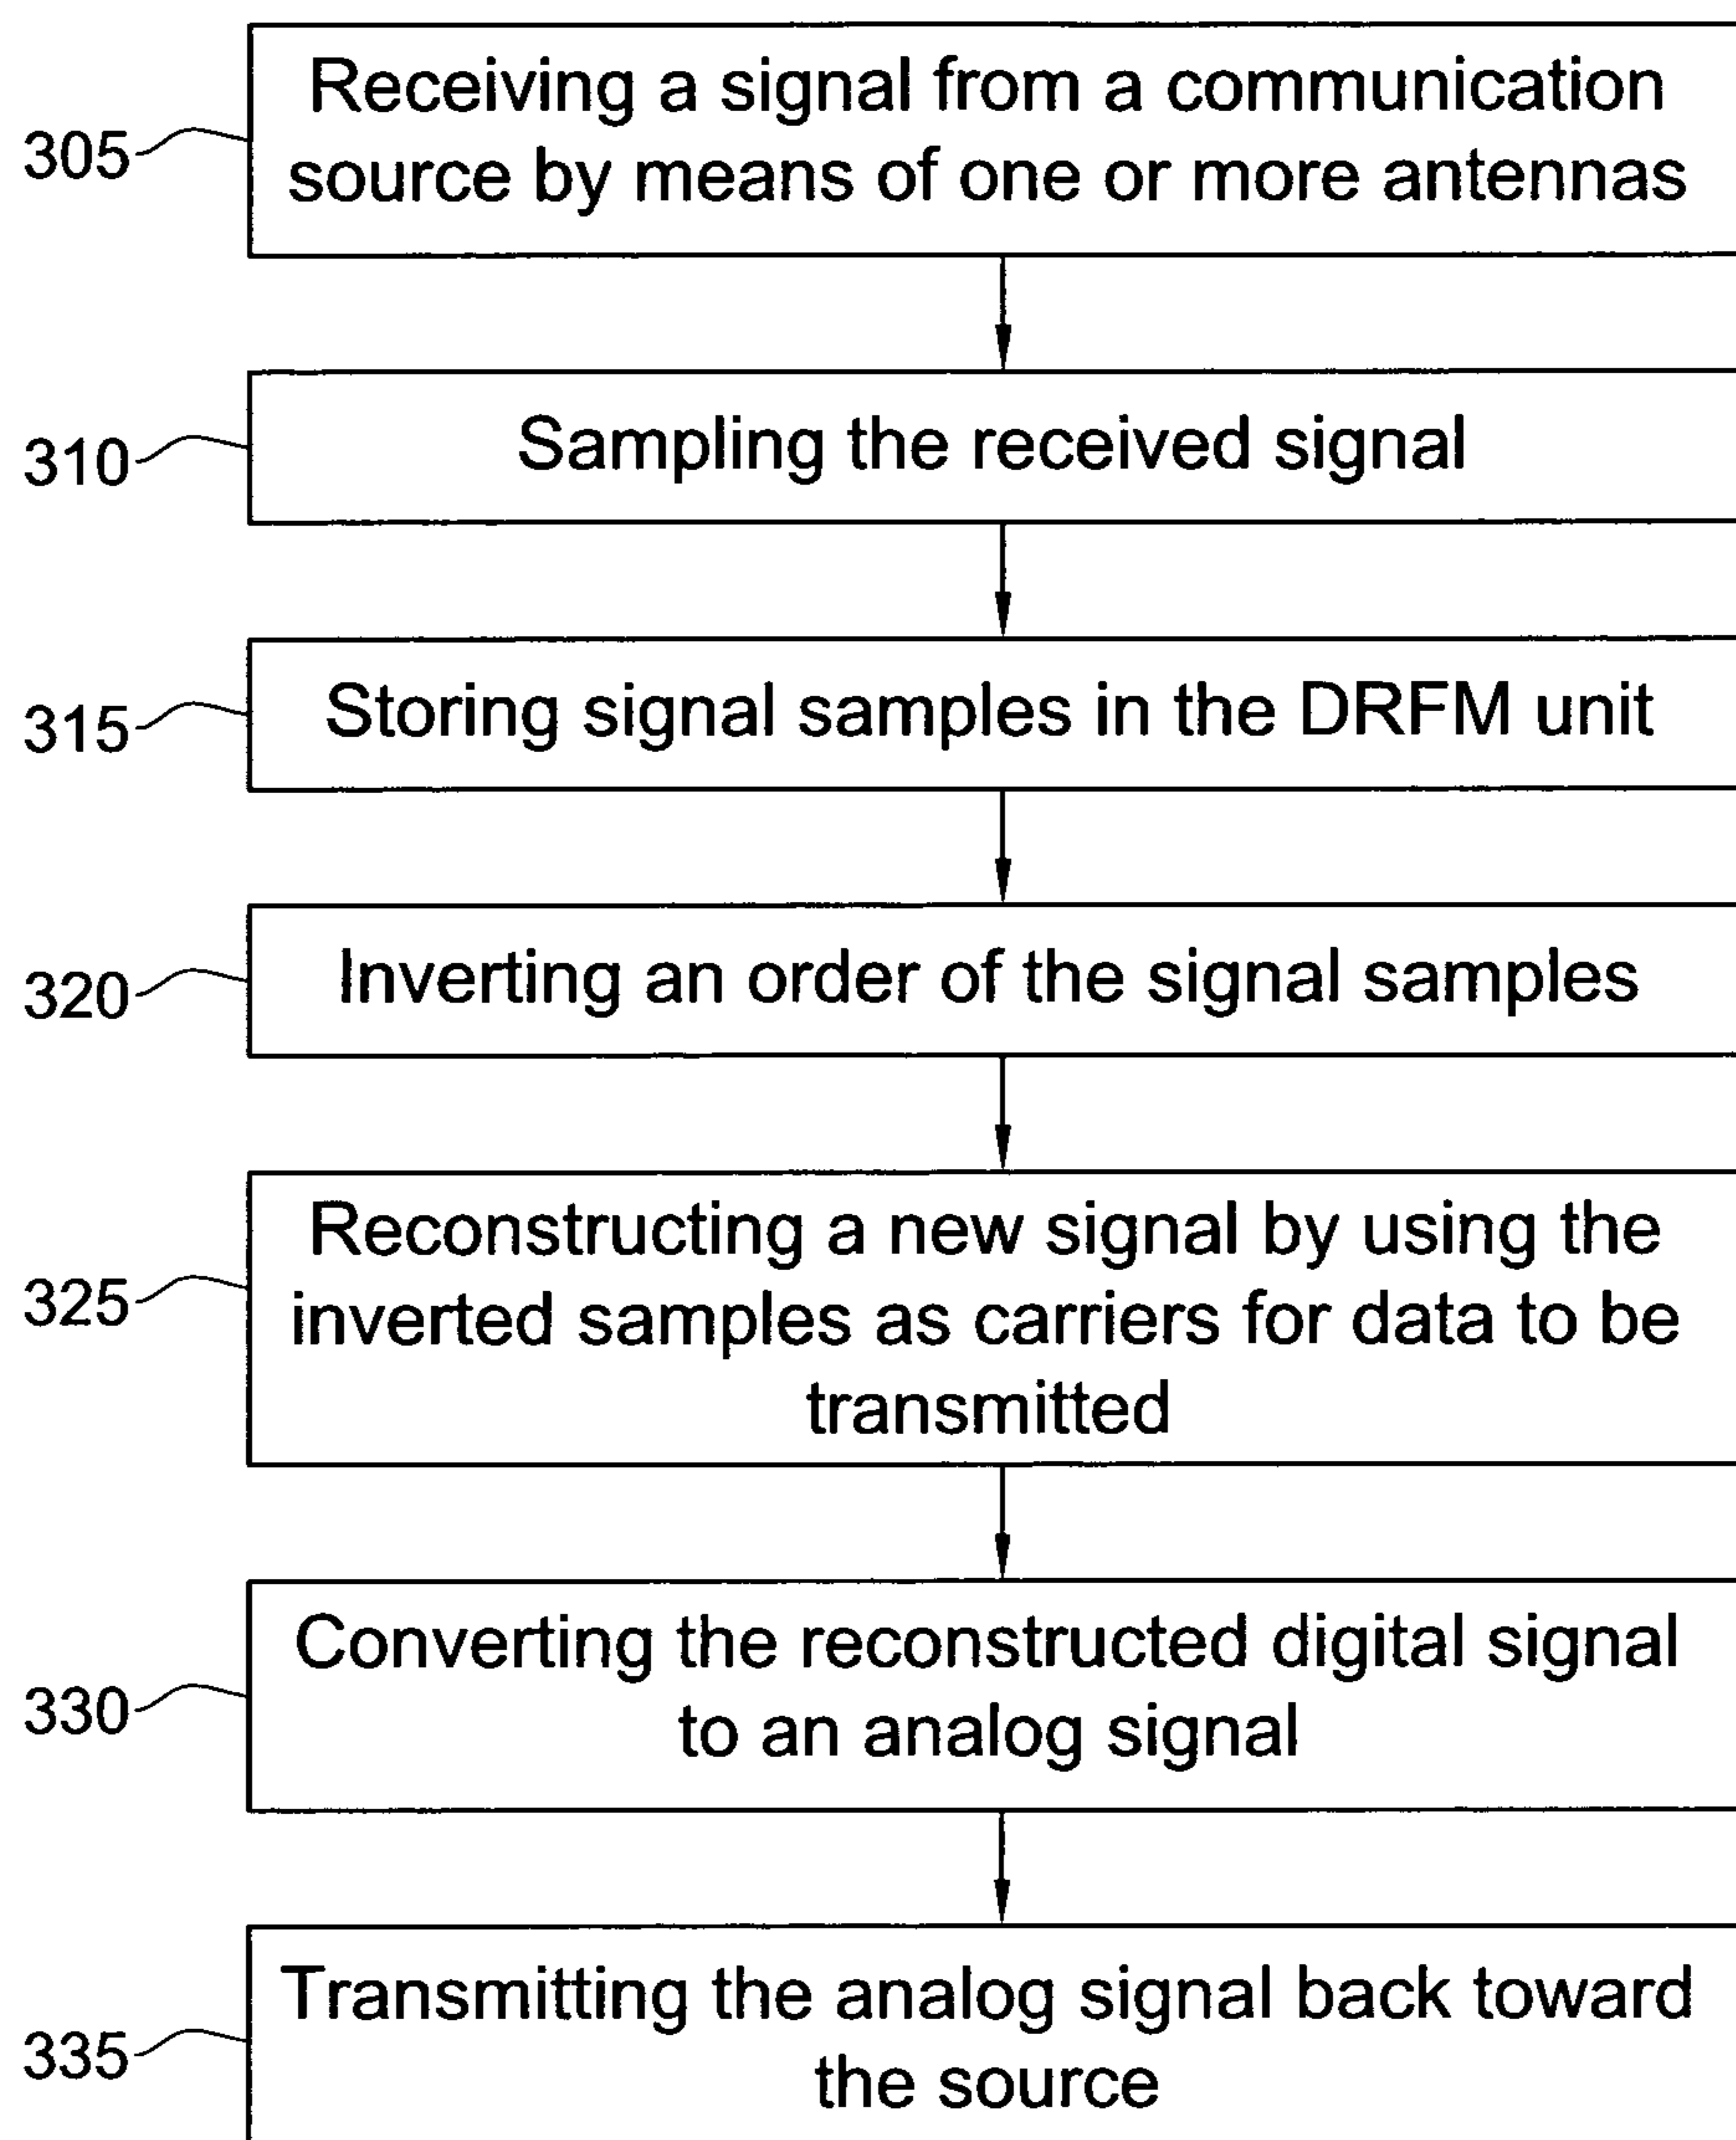 Receiving a signal from a communication
305
source by means of one or more antennas
310
Sampling the received signal
315
Storing signal samples in the DRFM unit
320
Inverting an order of the signal samples
Reconstructing a new signal by using the
325
inverted samples as carriers for data to be
transmitted
Converting the reconstructed digital signal
330
to an analog signal
Transmitting the analog signal back toward
335
the source